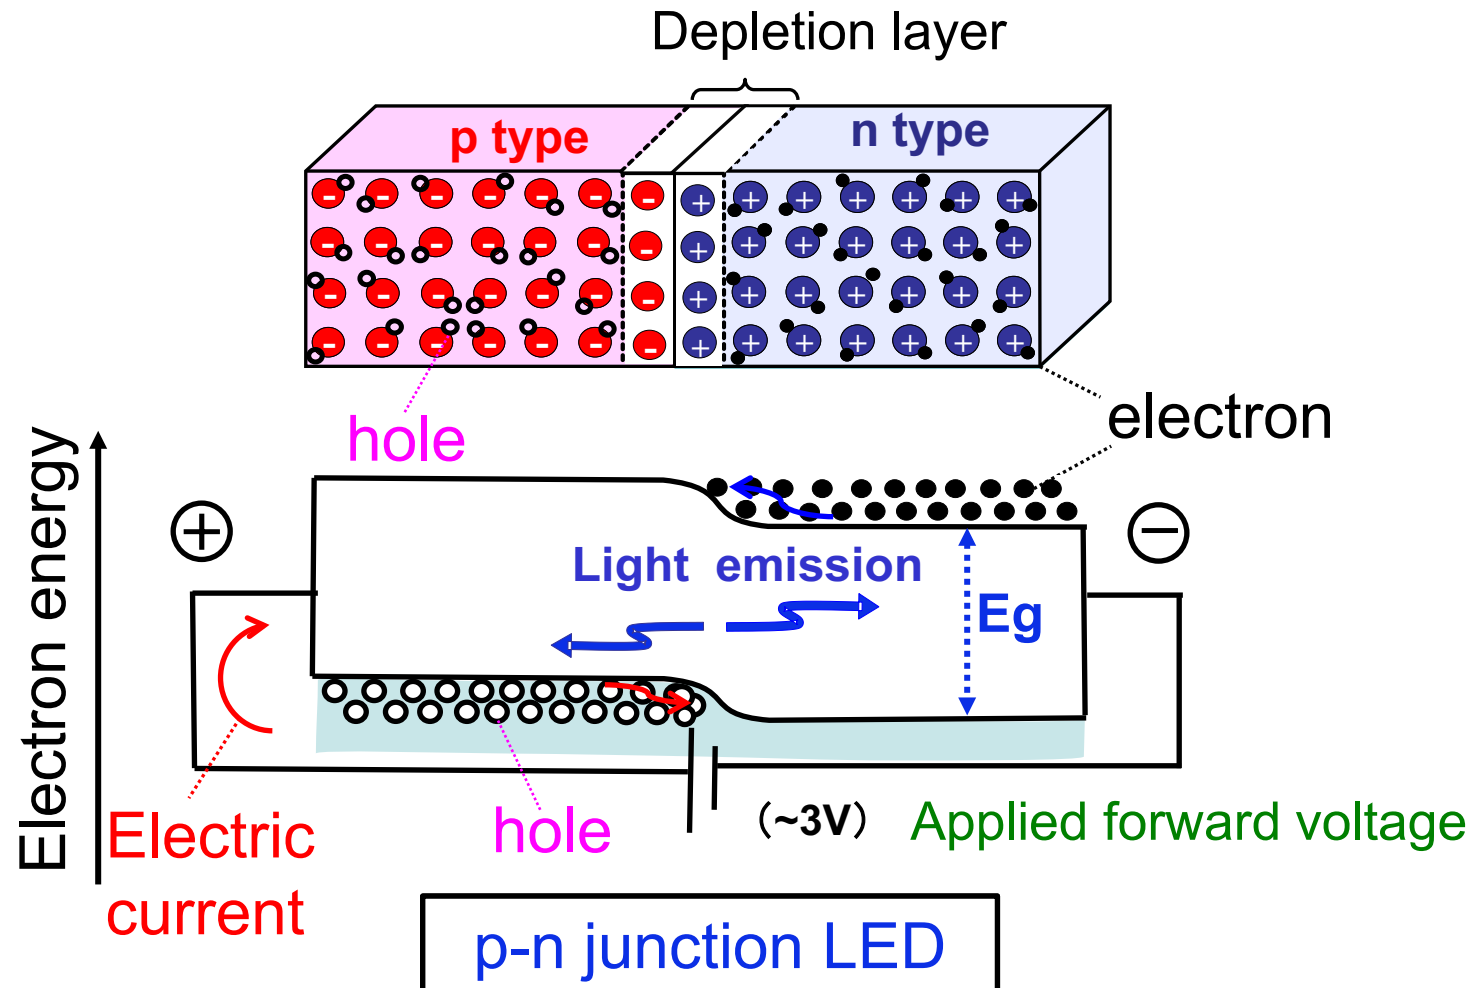 Depletion layer
p type
n type
hole
electron
Electron energy
Light emission
Eg
Electric
current
hole
(~3V)
Applied forward voltage
p-n junction LED